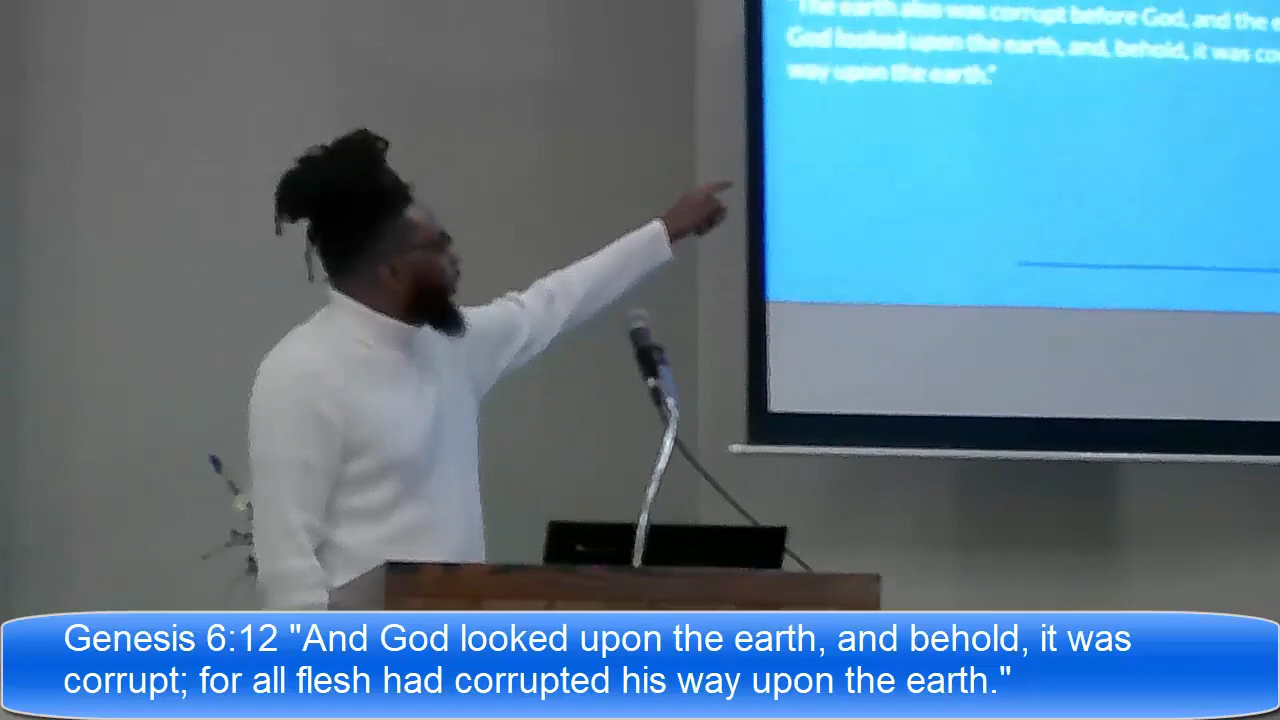 "The earth also was corrupt before God, and the
God looked upon the earth, and, behold, it was
way upon the earth."
Genesis 6:12 "And God looked upon the earth, and behold, it was
corrupt; for all flesh had corrupted his way upon the earth."